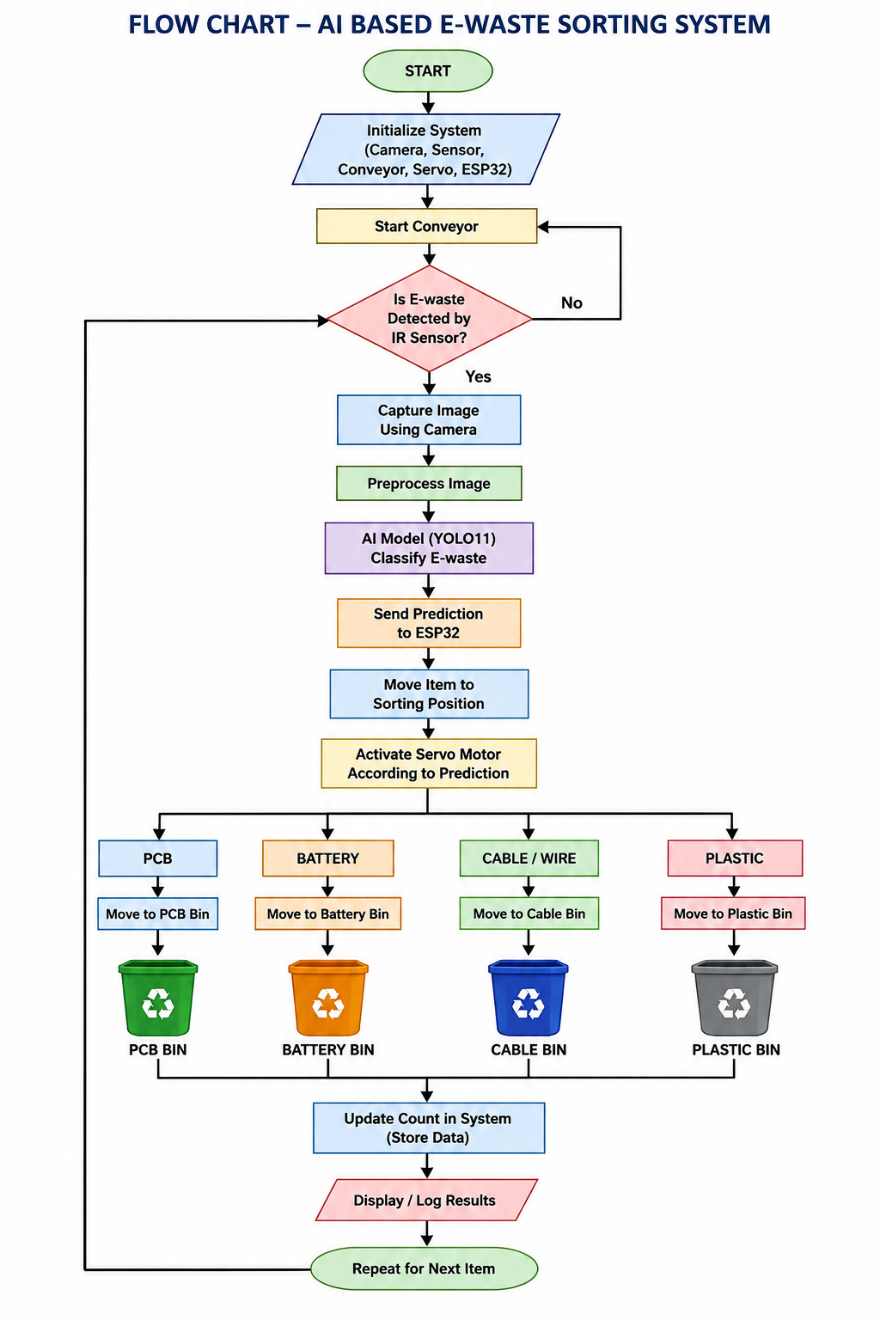 FLOW CHART – AI BASED E-WASTE SORTING SYSTEM
START
Initialize System
(Camera, Sensor,
Conveyor, Servo, ESP32)
Start Conveyor
Is E-waste
Detected by
IR Sensor?
No
Yes
Capture Image
Using Camera
Preprocess Image
AI Model (YOLO11)
Classify E-waste
Send Prediction
to ESP32
Move Item to
Sorting Position
Activate Servo Motor
According to Prediction
PCB
BATTERY
CABLE / WIRE
PLASTIC
Move to PCB Bin
Move to Battery Bin
Move to Cable Bin
Move to Plastic Bin
PCB BIN
BATTERY BIN
CABLE BIN
PLASTIC BIN
Update Count in System
(Store Data)
Display / Log Results
Repeat for Next Item